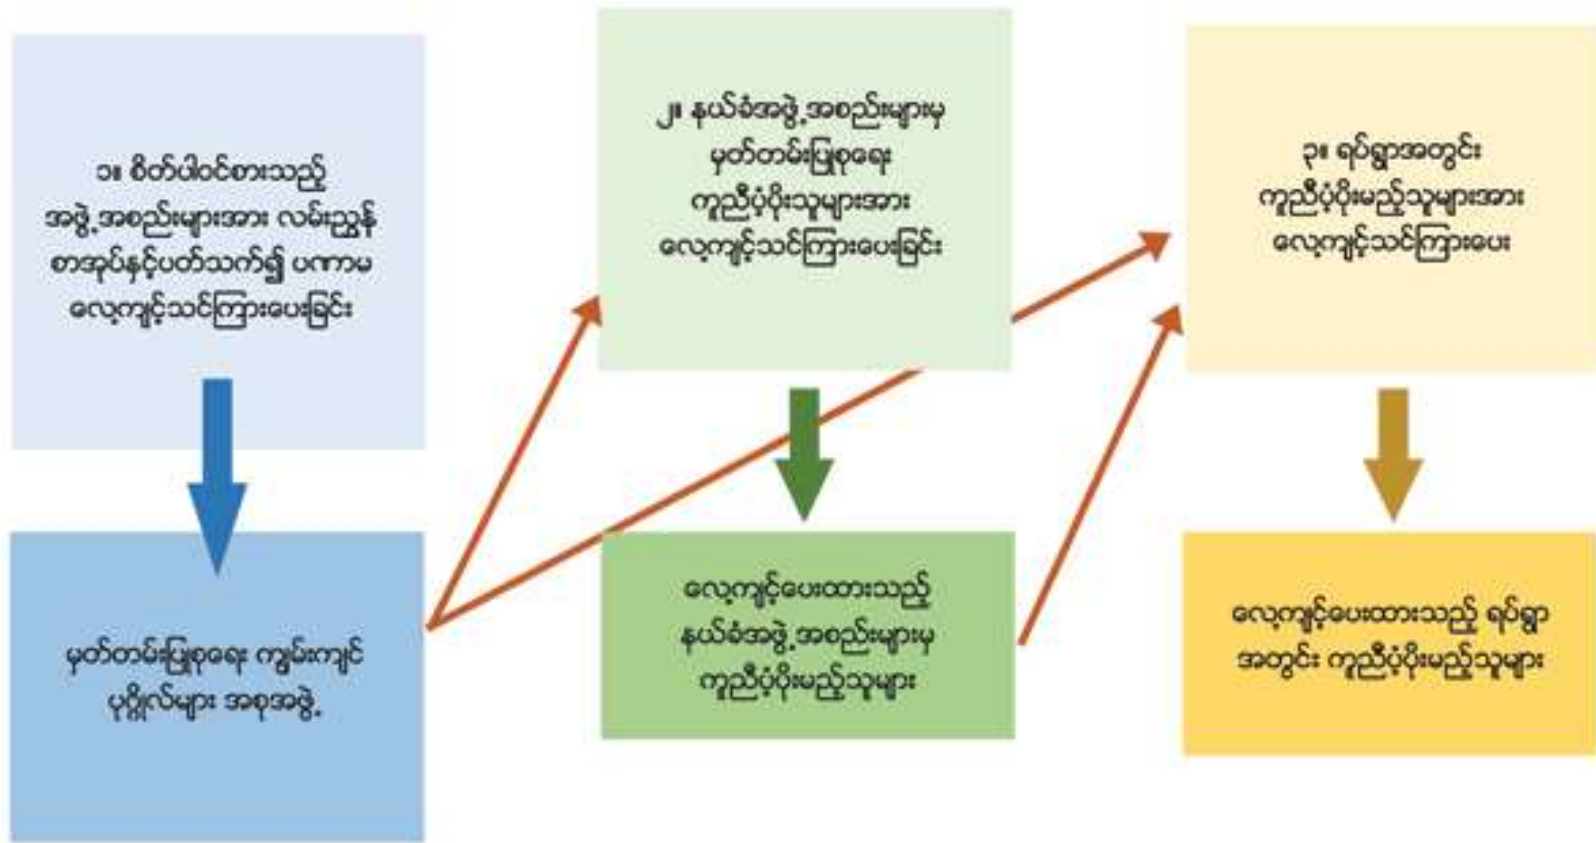 ၁။ စိတ်ပါဝင်စားသည့်
အဖွဲ့အစည်းများအား လမ်းညွှန်
စာအုပ်နှင့်ပတ်သက်၍ ပဏာမ
လေ့ကျင့်သင်ကြားပေးခြင်း
မှတ်တမ်းပြုစုရေး ကျွမ်းကျင်
ပုဂ္ဂိုလ်များ အစုအဖွဲ့
၂။ နယ်ခံအဖွဲ့အစည်းများမှ
မှတ်တမ်းပြုစုရေး
ကူညီပံ့ပိုးသူများအား
လေ့ကျင့်သင်ကြားပေးခြင်း
လေ့ကျင့်ပေးထားသည့်
နယ်ခံအဖွဲ့အစည်းများမှ
ကူညီပံ့ပိုးမည့်သူများ
၃။ ရပ်ရွာအတွင်း
ကူညီပံ့ပိုးမည့်သူများအား
လေ့ကျင့်သင်ကြားပေး
လေ့ကျင့်ပေးထားသည့် ရပ်ရွာ
အတွင်း ကူညီပံ့ပိုးမည့်သူများ